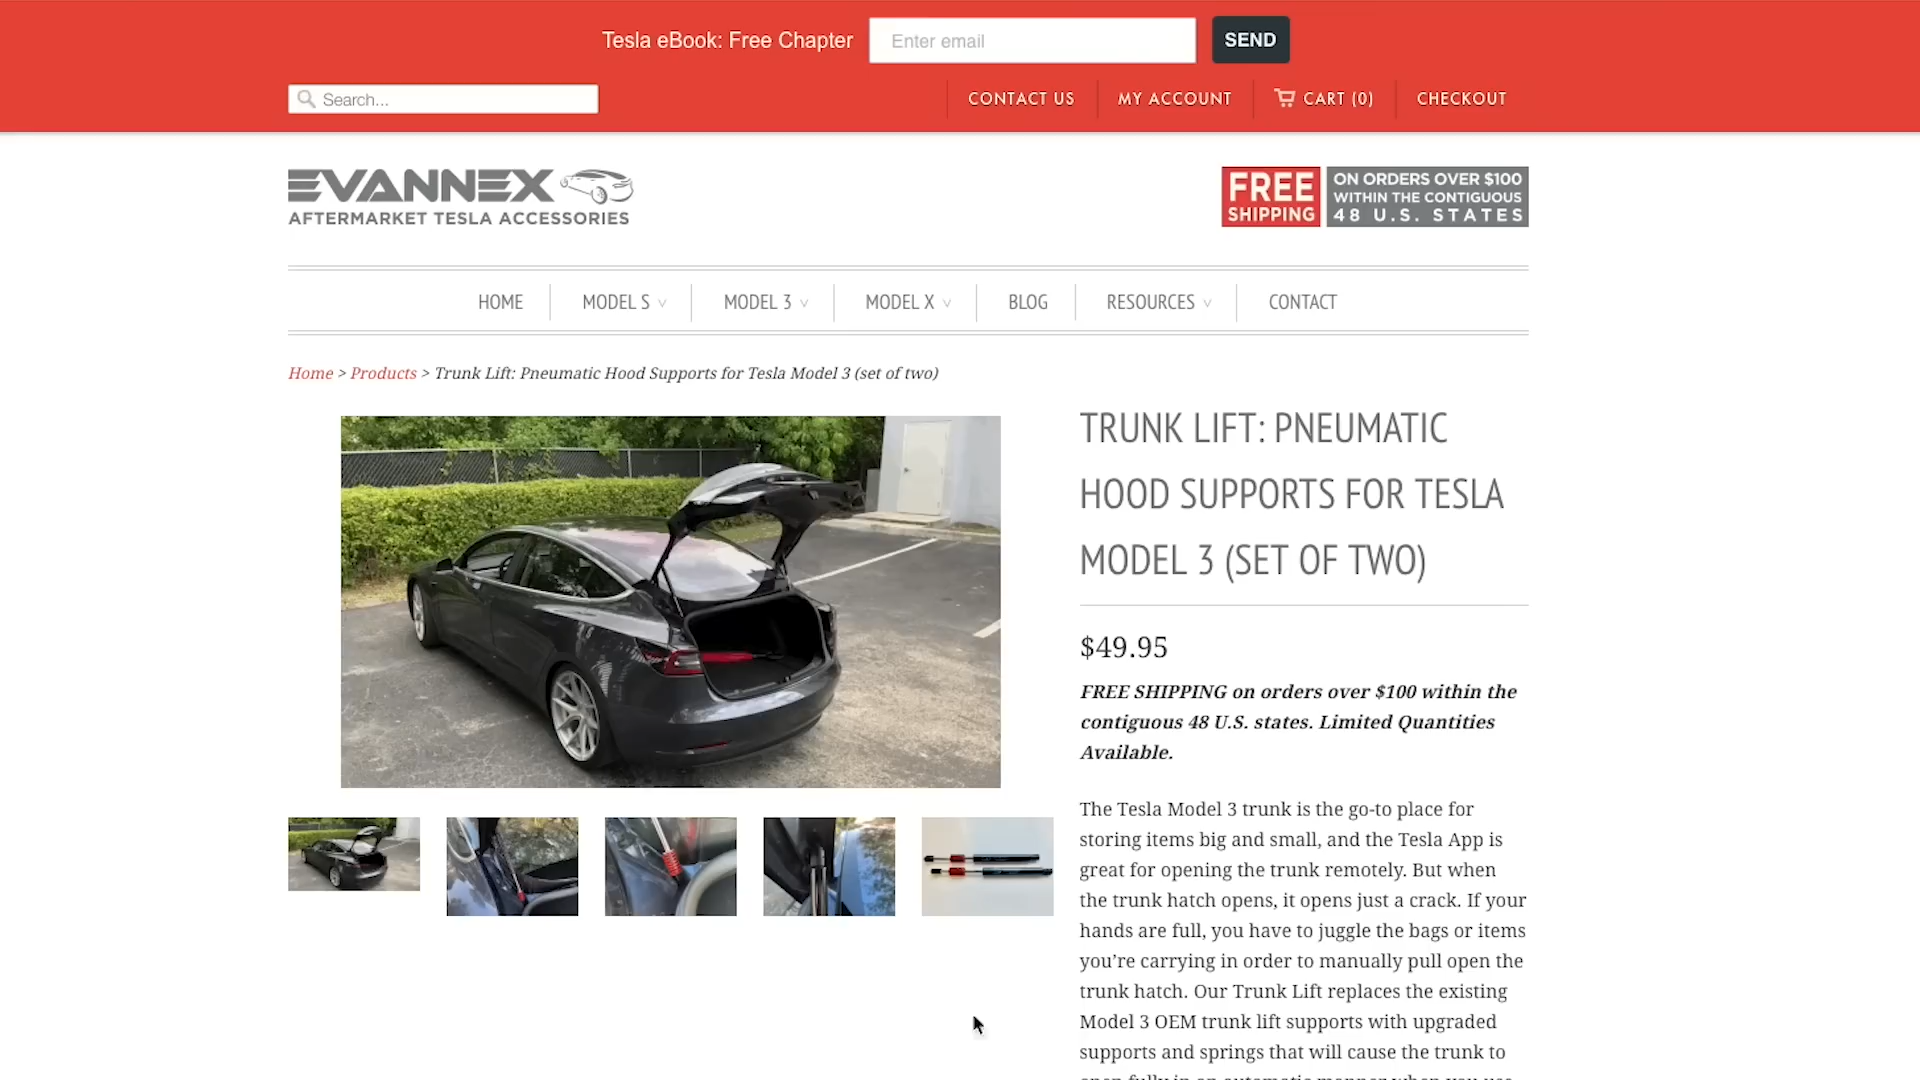 Tesla eBook: Free Chapter
Enter email
SEND
Search...
CONTACT US
MY ACCOUNT
CART (0)
CHECKOUT
EVANNEX
AFTERMARKET TESLA ACCESSORIES
FREE SHIPPING
ON ORDERS OVER $100
WITHIN THE CONTIGUOUS
48 U.S. STATES
HOME
MODEL S
MODEL 3
MODEL X
BLOG
RESOURCES
CONTACT
Home > Products > Trunk Lift: Pneumatic Hood Supports for Tesla Model 3 (set of two)
TRUNK LIFT: PNEUMATIC
HOOD SUPPORTS FOR TESLA
MODEL 3 (SET OF TWO)
$49.95
FREE SHIPPING on orders over $100 within the
contiguous 48 U.S. states. Limited Quantities
Available.
The Tesla Model 3 trunk is the go-to place for
storing items big and small, and the Tesla App is
great for opening the trunk remotely. But when
the trunk hatch opens, it opens just a crack. If your
hands are full, you have to juggle the bags or items
you’re carrying in order to manually pull open the
trunk hatch. Our Trunk Lift replaces the existing
Model 3 OEM trunk lift supports with upgraded
supports and springs that will cause the trunk to